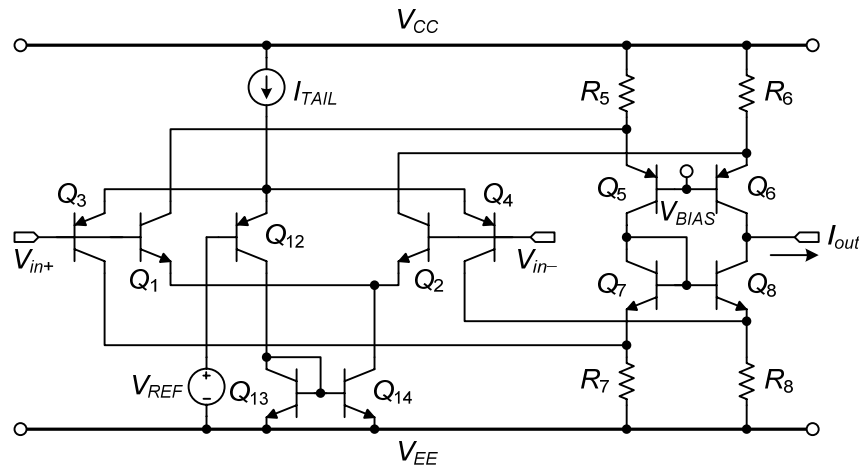 V_CC
I_TAIL
R_5
R_6
Q_3
Q_4
Q_5
Q_6
Q_12
V_BIAS
V_in+
Q_1
Q_2
V_in−
I_out
Q_7
Q_8
V_REF
+
−
Q_13
Q_14
R_7
R_8
V_EE